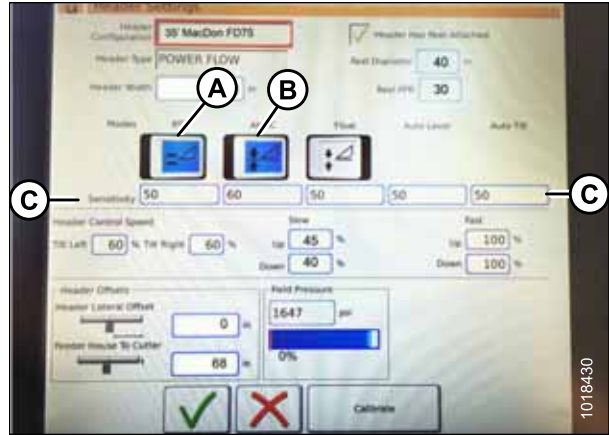 Header Settings
Header Configuration 35' MacDon FD75
Header Has Reel Attached
Header Type POWER FLOW
Reel Diameter 40 in
Header Width in
Reel PPR 30
A
B
Modes Float Auto Level Auto Tilt
C
Sensitivity 50 60 50 50 50
C
Header Control Speed Slow Fast
Tilt Left 60 % Tilt Right 60 % Up 45 % Up 100 %
Down 40 % Down 100 %
Header Offsets Field Pressure
Header Lateral Offset
0 in
1647 psi
Feeder House To Cutter
68 in
0%
Calibrate
1018430